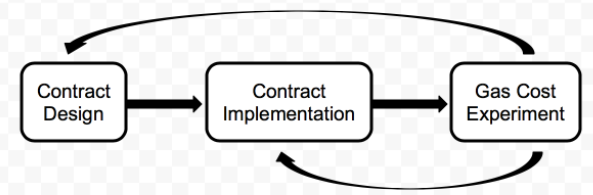 Contract
Design
Contract
Implementation
Gas Cost
Experiment